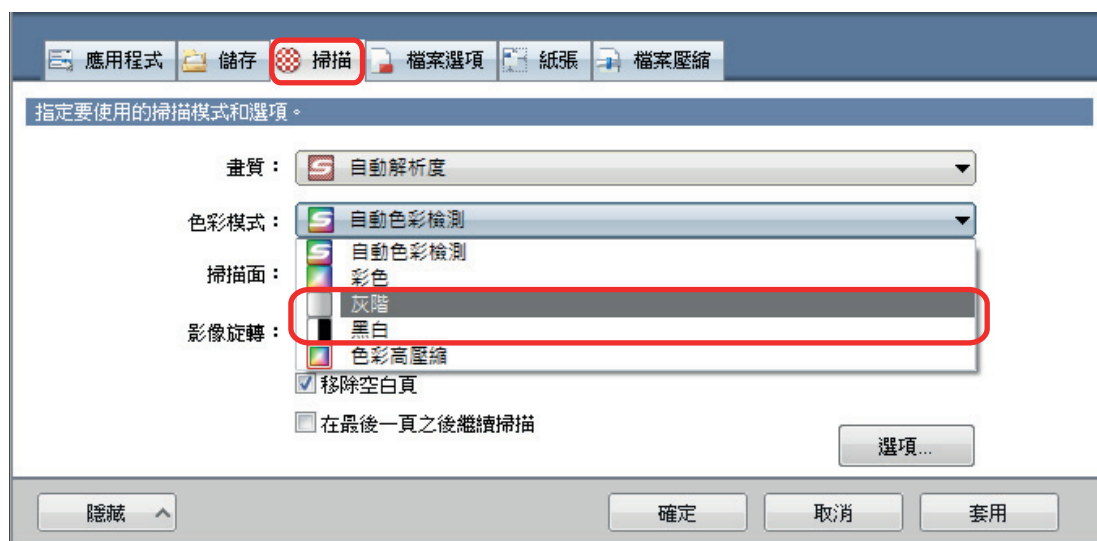 應用程式 儲存 掃描 檔案選項 紙張 檔案壓縮
指定要使用的掃描模式和選項。
畫質： 自動解析度
色彩模式： 自動色彩檢測
自動色彩檢測
掃描面： 彩色
灰階
影像旋轉： 黑白
色彩高壓縮
移除空白頁
在最後一頁之後繼續掃描
選項...
隱藏 確定 取消 套用